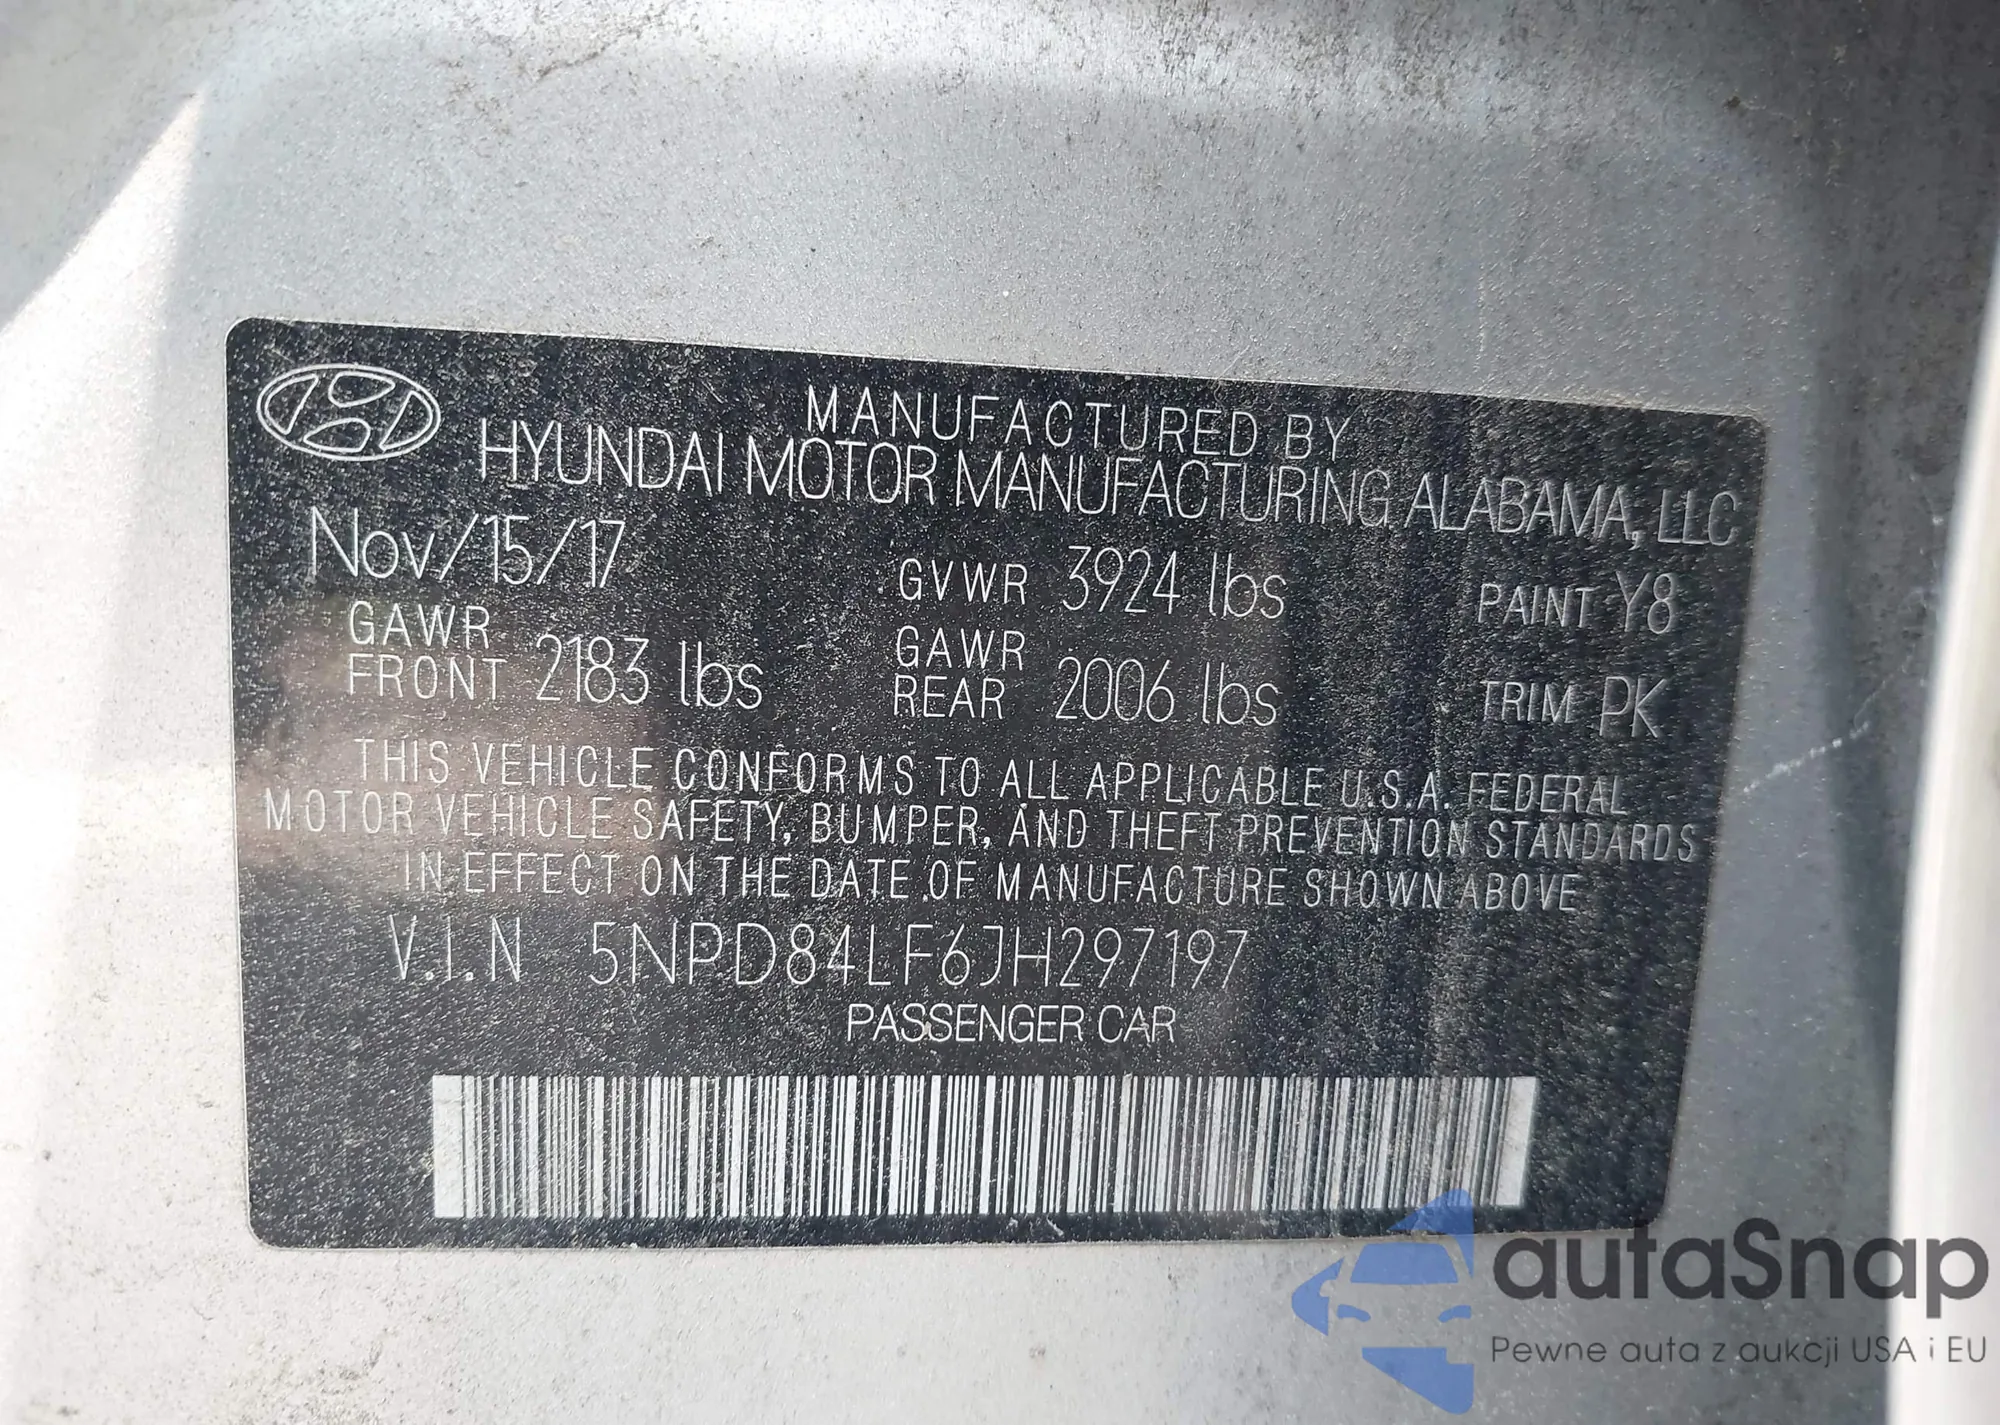 MANUFACTURED BY
HYUNDAI MOTOR MANUFACTURING ALABAMA, LLC
Nov/15/17 GVWR 3924 lbs PAINT Y8
GAWR FRONT 2183 lbs GAWR REAR 2006 lbs TRIM PK
THIS VEHICLE CONFORMS TO ALL APPLICABLE U.S.A. FEDERAL
MOTOR VEHICLE SAFETY, BUMPER, AND THEFT PREVENTION STANDARDS
IN EFFECT ON THE DATE OF MANUFACTURE SHOWN ABOVE
V.I.N 5NPD84LF6JH297197
PASSENGER CAR
autaSnap
Pewne auta z aukcji USA i EU